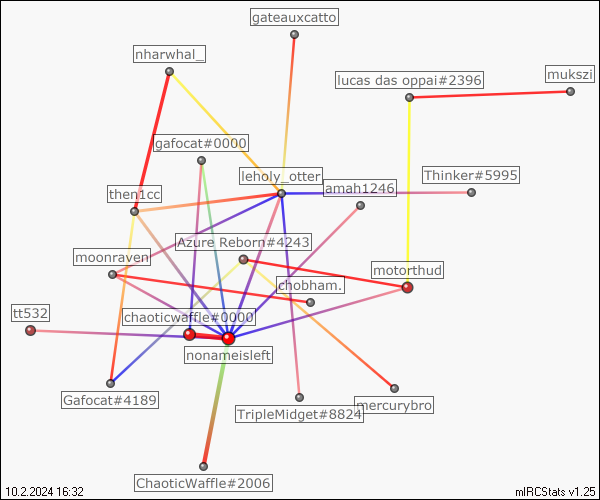 gateauxcatto
nharwhal_
lucas das oppai#2396
mukszi
gafocat#0000
leholy_otter
amah1246
Thinker#5995
then1cc
Azure Reborn#4243
moonraven
motorthud
chobham.
tt532
chaoticwaffle#0000
nonameisleft
Gafocat#4189
TripleMidget#8824
mercurybro
ChaoticWaffle#2006
10.2.2024 16:32
mIRCStats v1.25